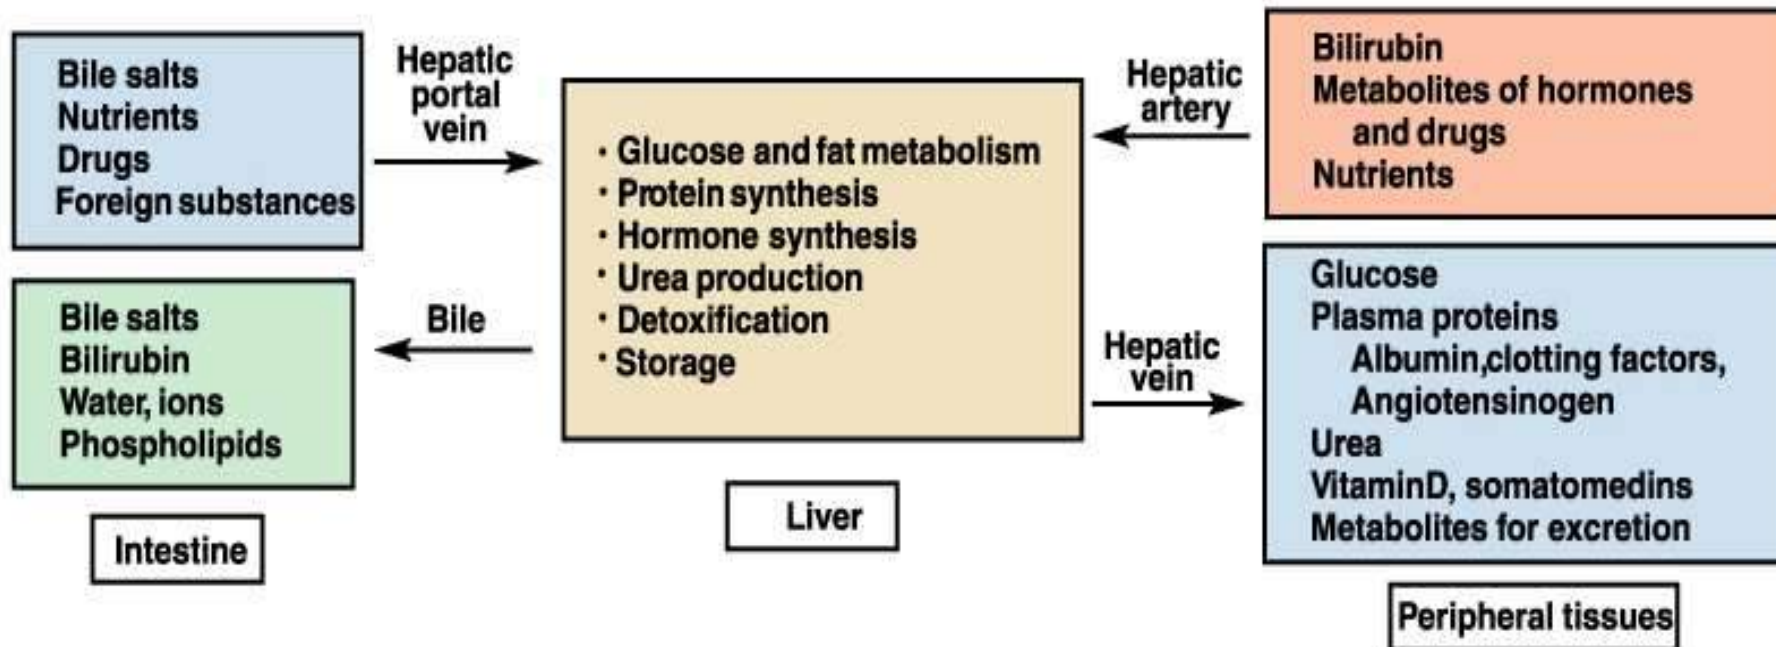 Bile salts
Nutrients
Drugs
Foreign substances
Hepatic
portal
vein
Bile salts
Bilirubin
Water, ions
Phospholipids
Bile
Intestine
· Glucose and fat metabolism
· Protein synthesis
· Hormone synthesis
· Urea production
· Detoxification
· Storage
Liver
Hepatic
artery
Bilirubin
Metabolites of hormones
and drugs
Nutrients
Hepatic
vein
Glucose
Plasma proteins
Albumin,clotting factors,
Angiotensinogen
Urea
VitaminD, somatomedins
Metabolites for excretion
Peripheral tissues